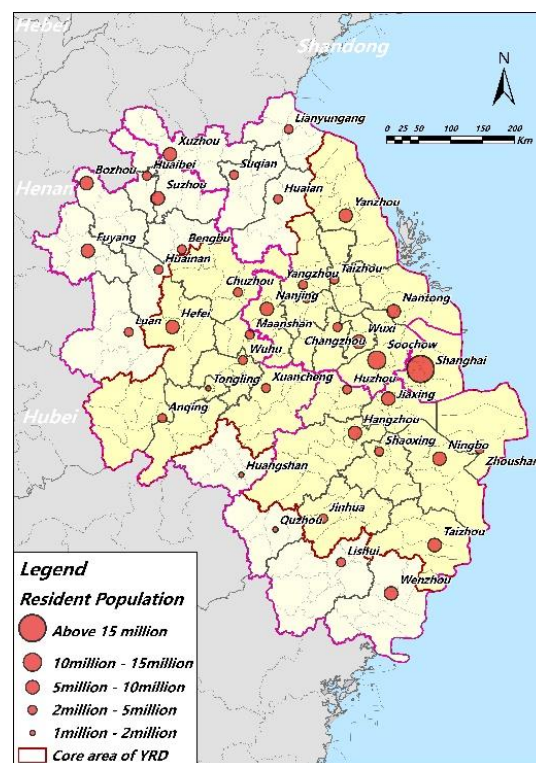 Hebei
Shandong
N
Lianyungang
0 25 50 100 150 200
Km
Xuzhou
Huaibei
Bozhou
Suqian
Henan
Suzhou
Huaian
Yanzhou
Fuyang
Bengbu
Huainan
Chuzhou
Yangzhou
Taizhou
Nanjing
Nantong
Luan
Hefei
Maanshan
Changzhou
Wuxi
Wuhu
Soochow
Shanghai
Tongling
Xuancheng
Huzhou
Jiaxing
Hubei
Anqing
Hangzhou
Shaoxing
Ningbo
Zhoushan
Huangshan
Quzhou
Jinhua
Taizhou
Lishui
Wenzhou
Legend
Resident Population
Above 15 million
10million - 15million
5million - 10million
2million - 5million
1million - 2million
Core area of YRD